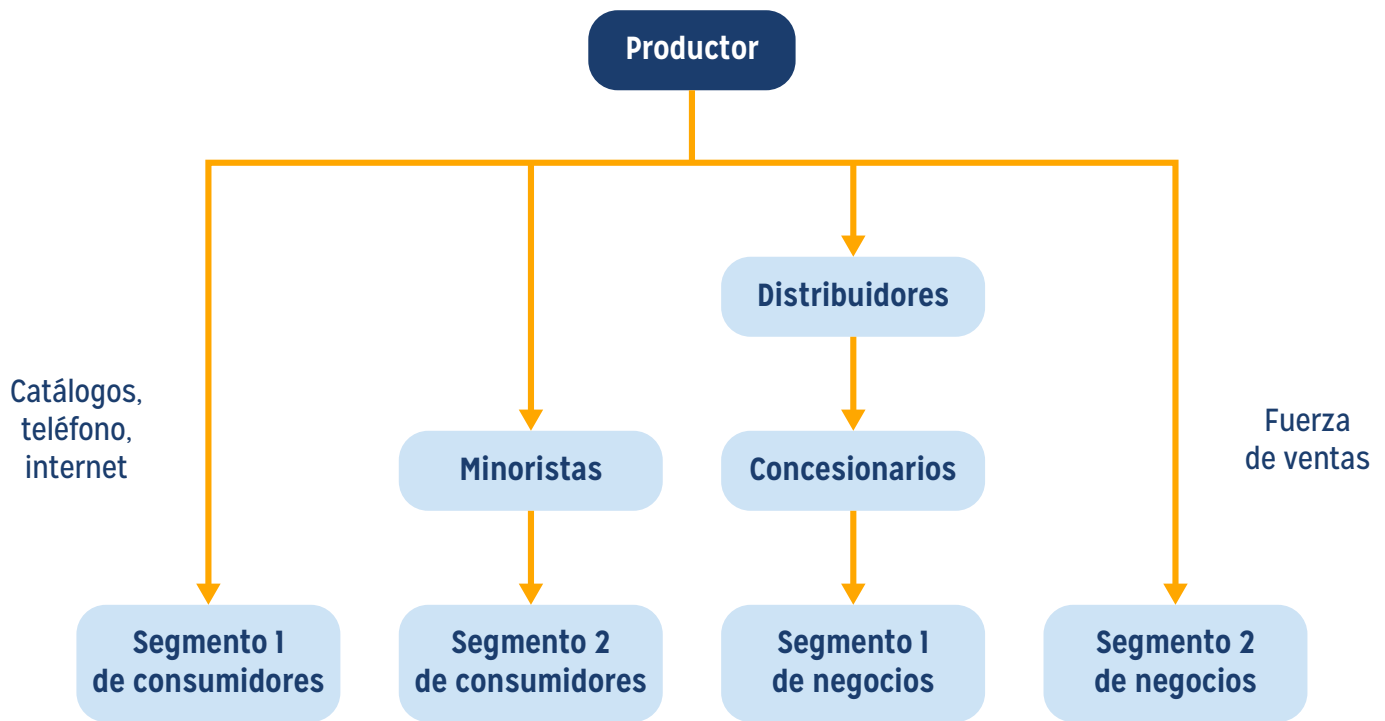 Productor
Distribuidores
Catálogos,
teléfono,
internet
Minoristas
Concesionarios
Fuerza
de ventas
Segmento 1
de consumidores
Segmento 2
de consumidores
Segmento 1
de negocios
Segmento 2
de negocios